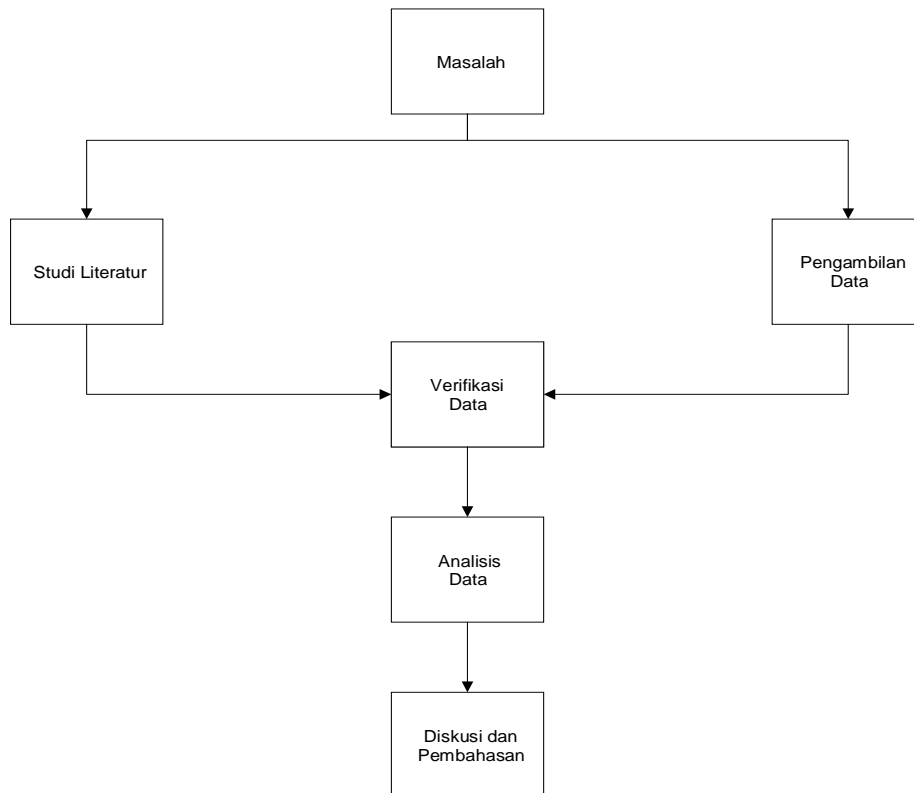 Masalah
Studi Literatur
Pengambilan
Data
Verifikasi
Data
Analisis
Data
Diskusi dan
Pembahasan